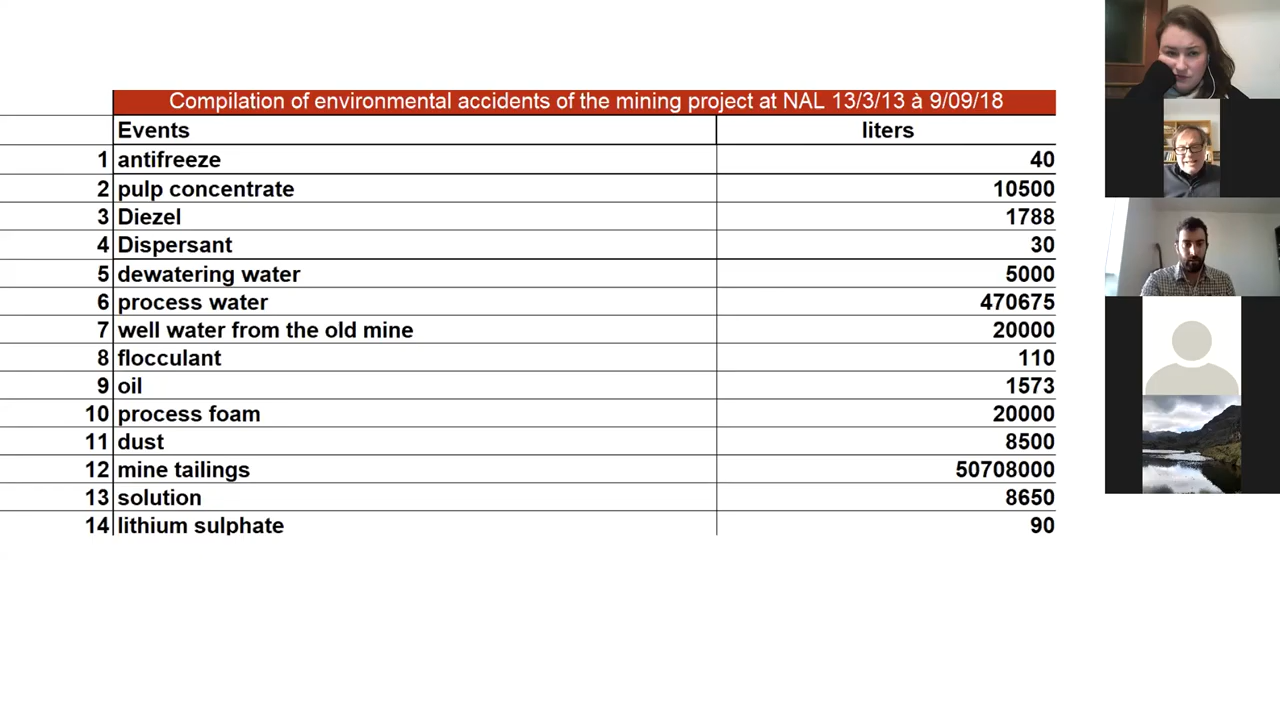 Compilation of environmental accidents of the mining project at NAL 13/3/13 à 9/09/18
Events liters
1 antifreeze 40
2 pulp concentrate 10500
3 Diezel 1788
4 Dispersant 30
5 dewatering water 5000
6 process water 470675
7 well water from the old mine 20000
8 flocculant 110
9 oil 1573
10 process foam 20000
11 dust 8500
12 mine tailings 50708000
13 solution 8650
14 lithium sulphate 90